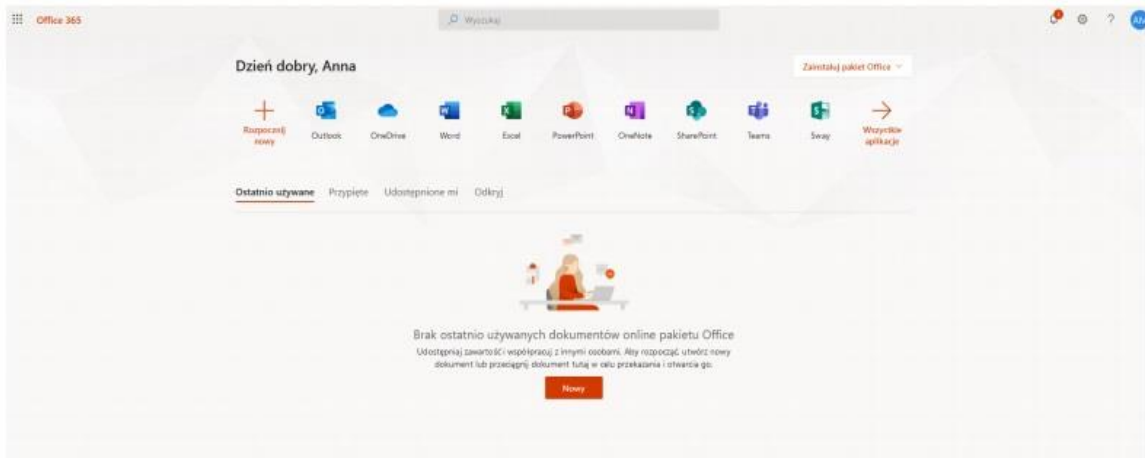 Office 365
Wyszukaj
Dzień dobry, Anna
Zainstaluj pakiet Office
Rozpocznij
nowy
Outlook
OneDrive
Word
Excel
PowerPoint
OneNote
SharePoint
Teams
Sway
Wszystkie
aplikacje
Ostatnio używane Przypięte Udostępnione mi Odkryj
Brak ostatnio używanych dokumentów online pakietu Office
Udostępniaj zawartość i współpracuj z innymi osobami. Aby rozpocząć, utwórz nowy
dokument lub przeciągnij dokument tutaj w celu przekazania i otwarcia go.
Nowy